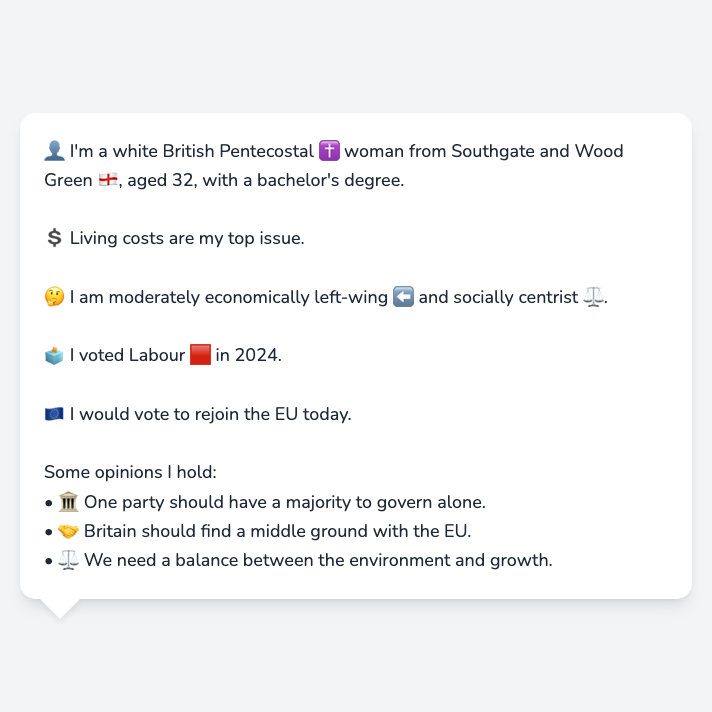 👤 I'm a white British Pentecostal ✝️ woman from Southgate and Wood
Green 🏴󠁧󠁢󠁥󠁮󠁧󠁿, aged 32, with a bachelor's degree.
💲 Living costs are my top issue.
🤔 I am moderately economically left-wing ⬅️ and socially centrist ⚖️.
🗳️ I voted Labour 🟥 in 2024.
🇪🇺 I would vote to rejoin the EU today.
Some opinions I hold:
• 🏛️ One party should have a majority to govern alone.
• 🤝 Britain should find a middle ground with the EU.
• ⚖️ We need a balance between the environment and growth.